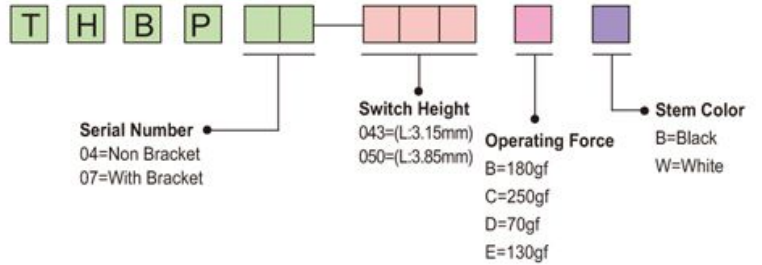 T H B P
Serial Number
04=Non Bracket
07=With Bracket
Switch Height
043=(L:3.15mm)
050=(L:3.85mm)
Operating Force
B=180gf
C=250gf
D=70gf
E=130gf
Stem Color
B=Black
W=White